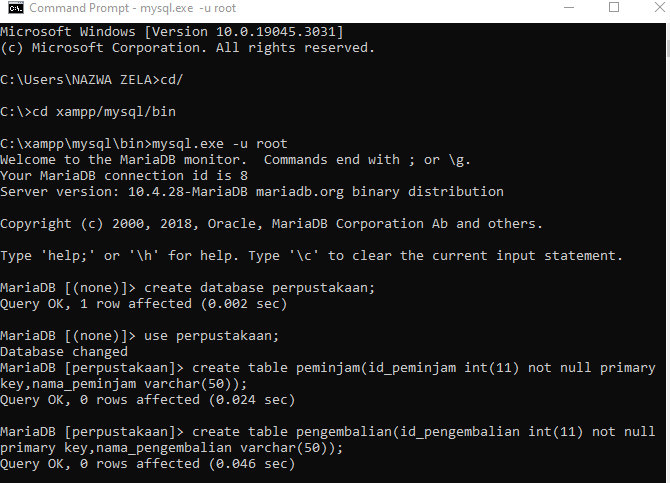 Command Prompt - mysql.exe -u root
Microsoft Windows [Version 10.0.19045.3031]
(c) Microsoft Corporation. All rights reserved.
C:\Users\NAZWA ZELA>cd/
C:\>cd xampp/mysql/bin
C:\xampp\mysql\bin>mysql.exe -u root
Welcome to the MariaDB monitor.  Commands end with ; or \g.
Your MariaDB connection id is 8
Server version: 10.4.28-MariaDB mariadb.org binary distribution
Copyright (c) 2000, 2018, Oracle, MariaDB Corporation Ab and others.
Type 'help;' or '\h' for help. Type '\c' to clear the current input statement.
MariaDB [(none)]> create database perpustakaan;
Query OK, 1 row affected (0.002 sec)
MariaDB [(none)]> use perpustakaan;
Database changed
MariaDB [perpustakaan]> create table peminjam(id_peminjam int(11) not null primary
key,nama_peminjam varchar(50));
Query OK, 0 rows affected (0.024 sec)
MariaDB [perpustakaan]> create table pengembalian(id_pengembalian int(11) not null
primary key,nama_pengembalian varchar(50));
Query OK, 0 rows affected (0.046 sec)